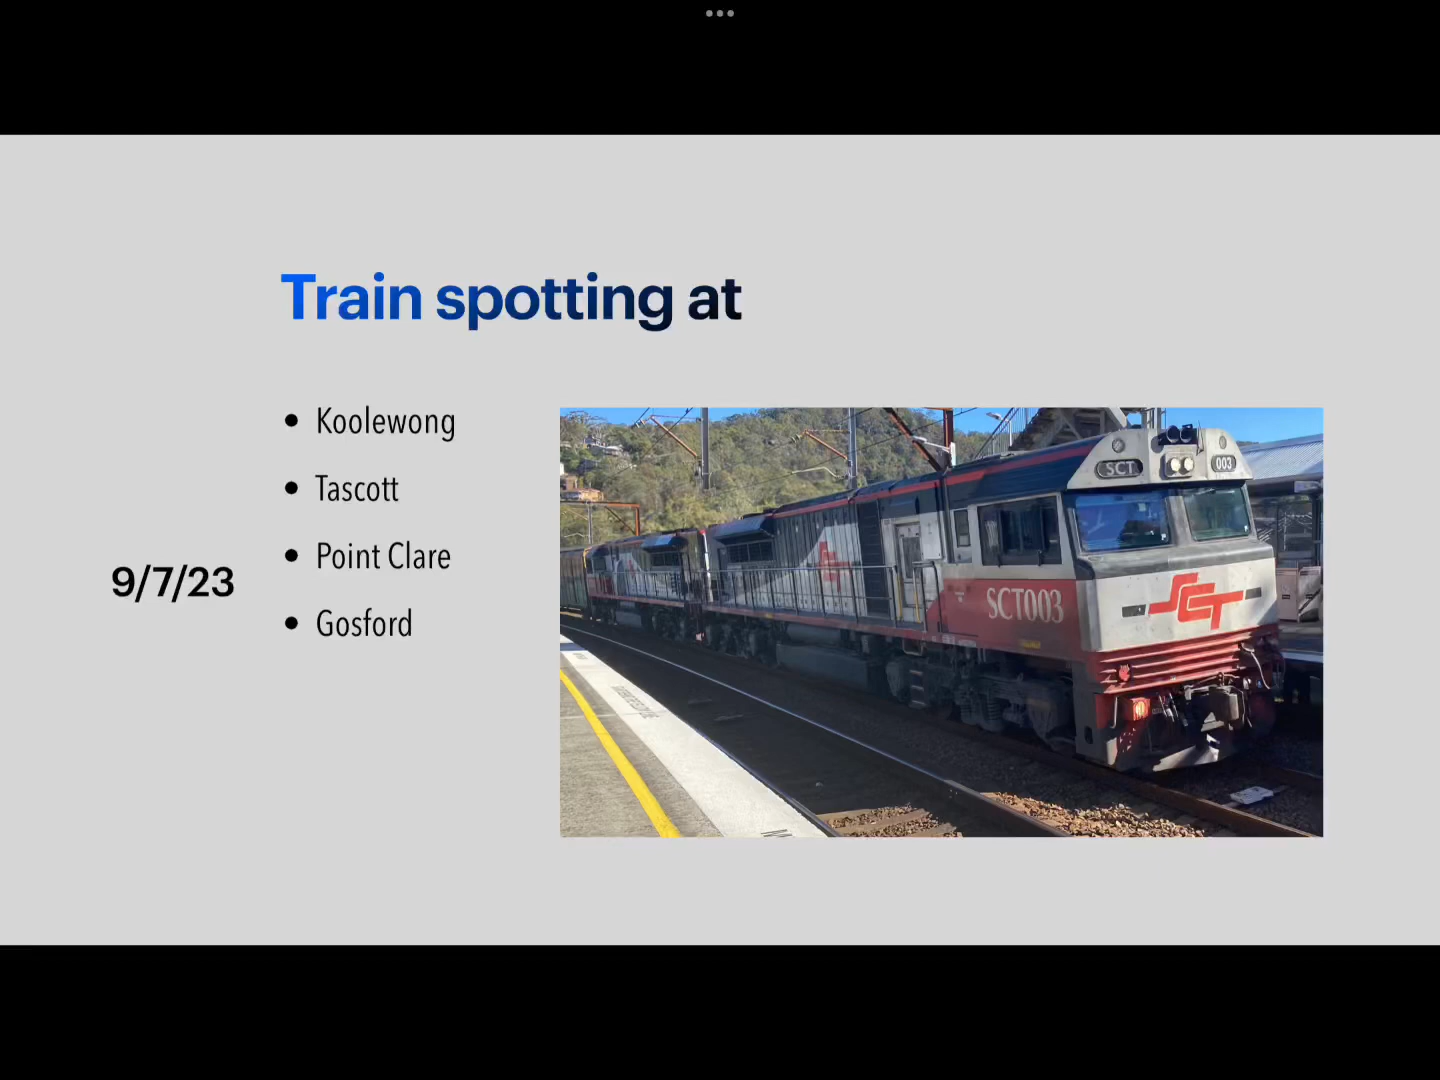 Train spotting at
• Koolewong
• Tascott
• Point Clare
• Gosford
9/7/23
SCT
003
SCT003
SCT